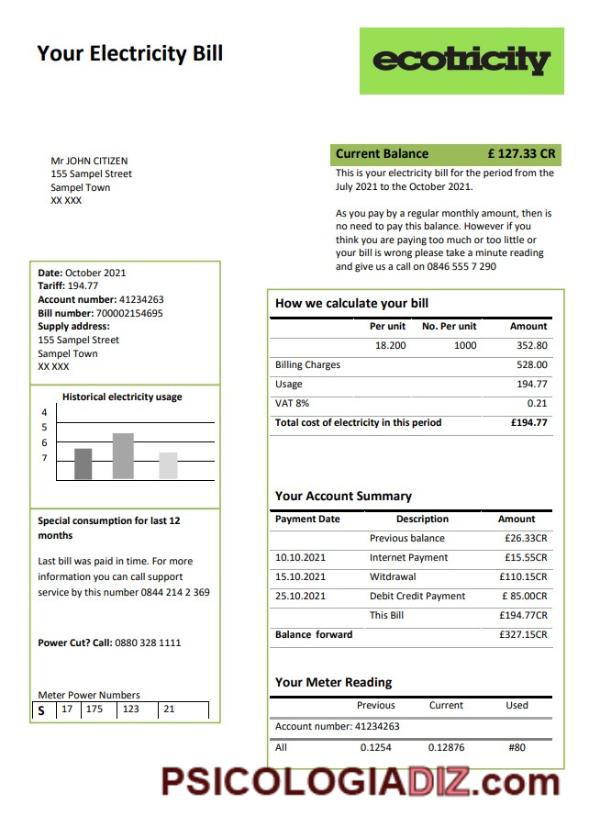 Your Electricity Bill
ecotricity
Mr JOHN CITIZEN
155 Sampel Street
Sampel Town
XX XXX
Current Balance £ 127.33 CR
This is your electricity bill for the period from the
July 2021 to the October 2021.
As you pay by a regular monthly amount, then is
no need to pay this balance. However if you
think you are paying too much or too little or
your bill is wrong please take a minute reading
and give us a call on 0846 555 7 290
Date: October 2021
Tariff: 194.77
Account number: 41234263
Bill number: 700002154695
Supply address:
155 Sampel Street
Sampel Town
XX XXX
Historical electricity usage
4
5
6
7
Special consumption for last 12
months
Last bill was paid in time. For more
information you can call support
service by this number 0844 214 2 369
Power Cut? Call: 0880 328 1111
Meter Power Numbers
S 17 175 123 21
How we calculate your bill
Per unit No. Per unit Amount
18.200 1000 352.80
Billing Charges 528.00
Usage 194.77
VAT 8% 0.21
Total cost of electricity in this period £194.77
Your Account Summary
Payment Date Description Amount
Previous balance £26.33CR
10.10.2021 Internet Payment £15.55CR
15.10.2021 Witdrawal £110.15CR
25.10.2021 Debit Credit Payment £ 85.00CR
This Bill £194.77CR
Balance forward £327.15CR
Your Meter Reading
Previous Current Used
Account number: 41234263
All 0.1254 0.12876 #80
PSICOLOGIADIZ.com